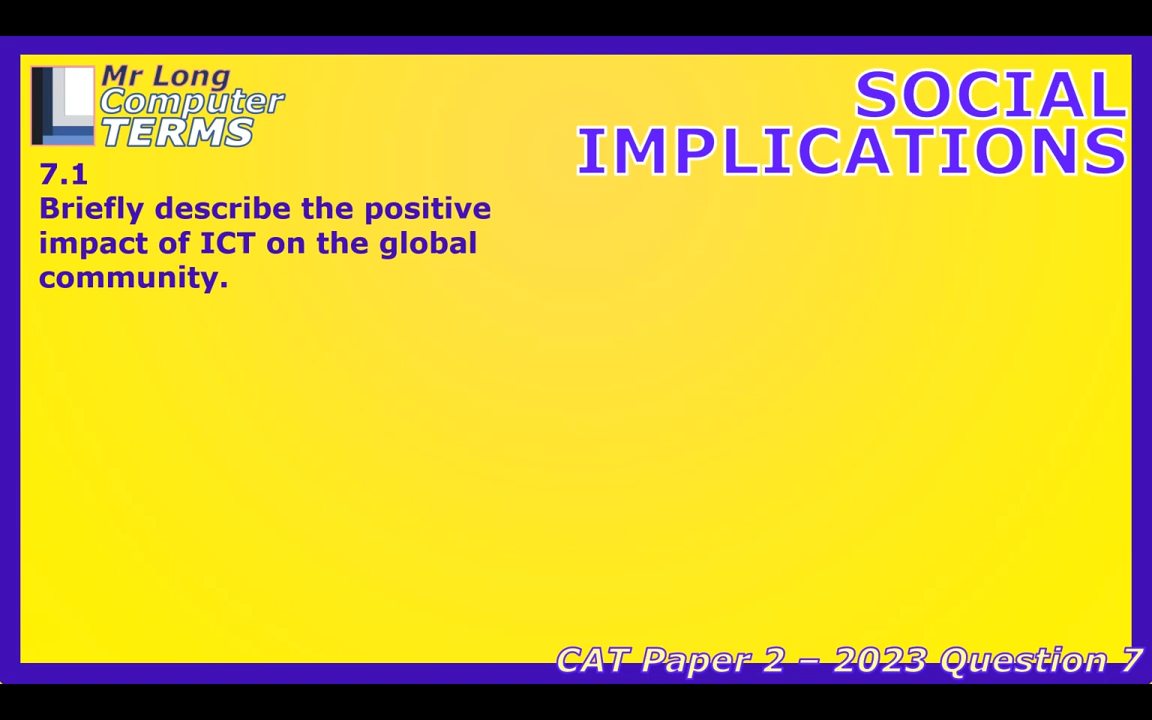 Mr Long
Computer
TERMS
SOCIAL
IMPLICATIONS
7.1
Briefly describe the positive
impact of ICT on the global
community.
CAT Paper 2 – 2023 Question 7